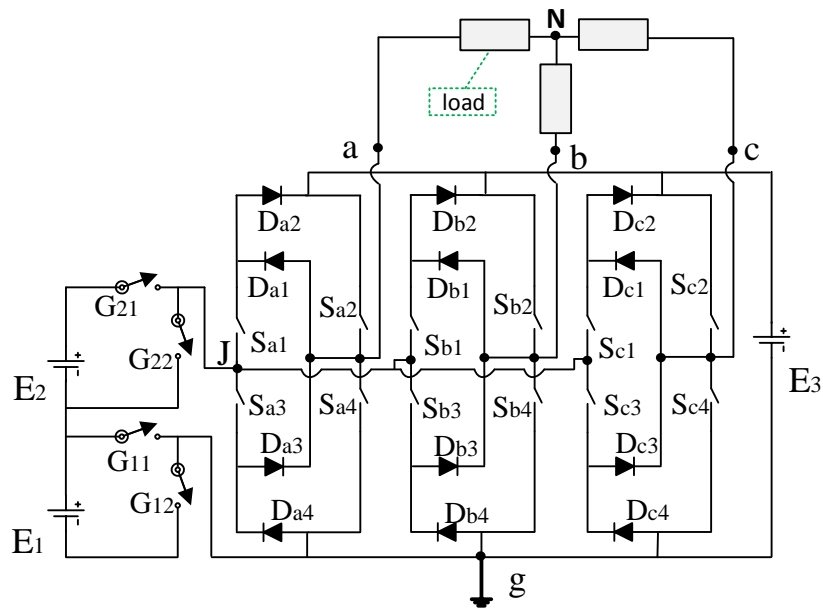 N
load
a
b
c
Da2
Db2
Dc2
Da1
Db1
Dc1
G21
Sa2
Sb2
Sc2
G22
J
Sa1
Sb1
Sc1
E2
E3
Sa3
Sa4
Sb3
Sb4
Sc3
Sc4
G11
Da3
Db3
Dc3
G12
E1
Da4
Db4
Dc4
g